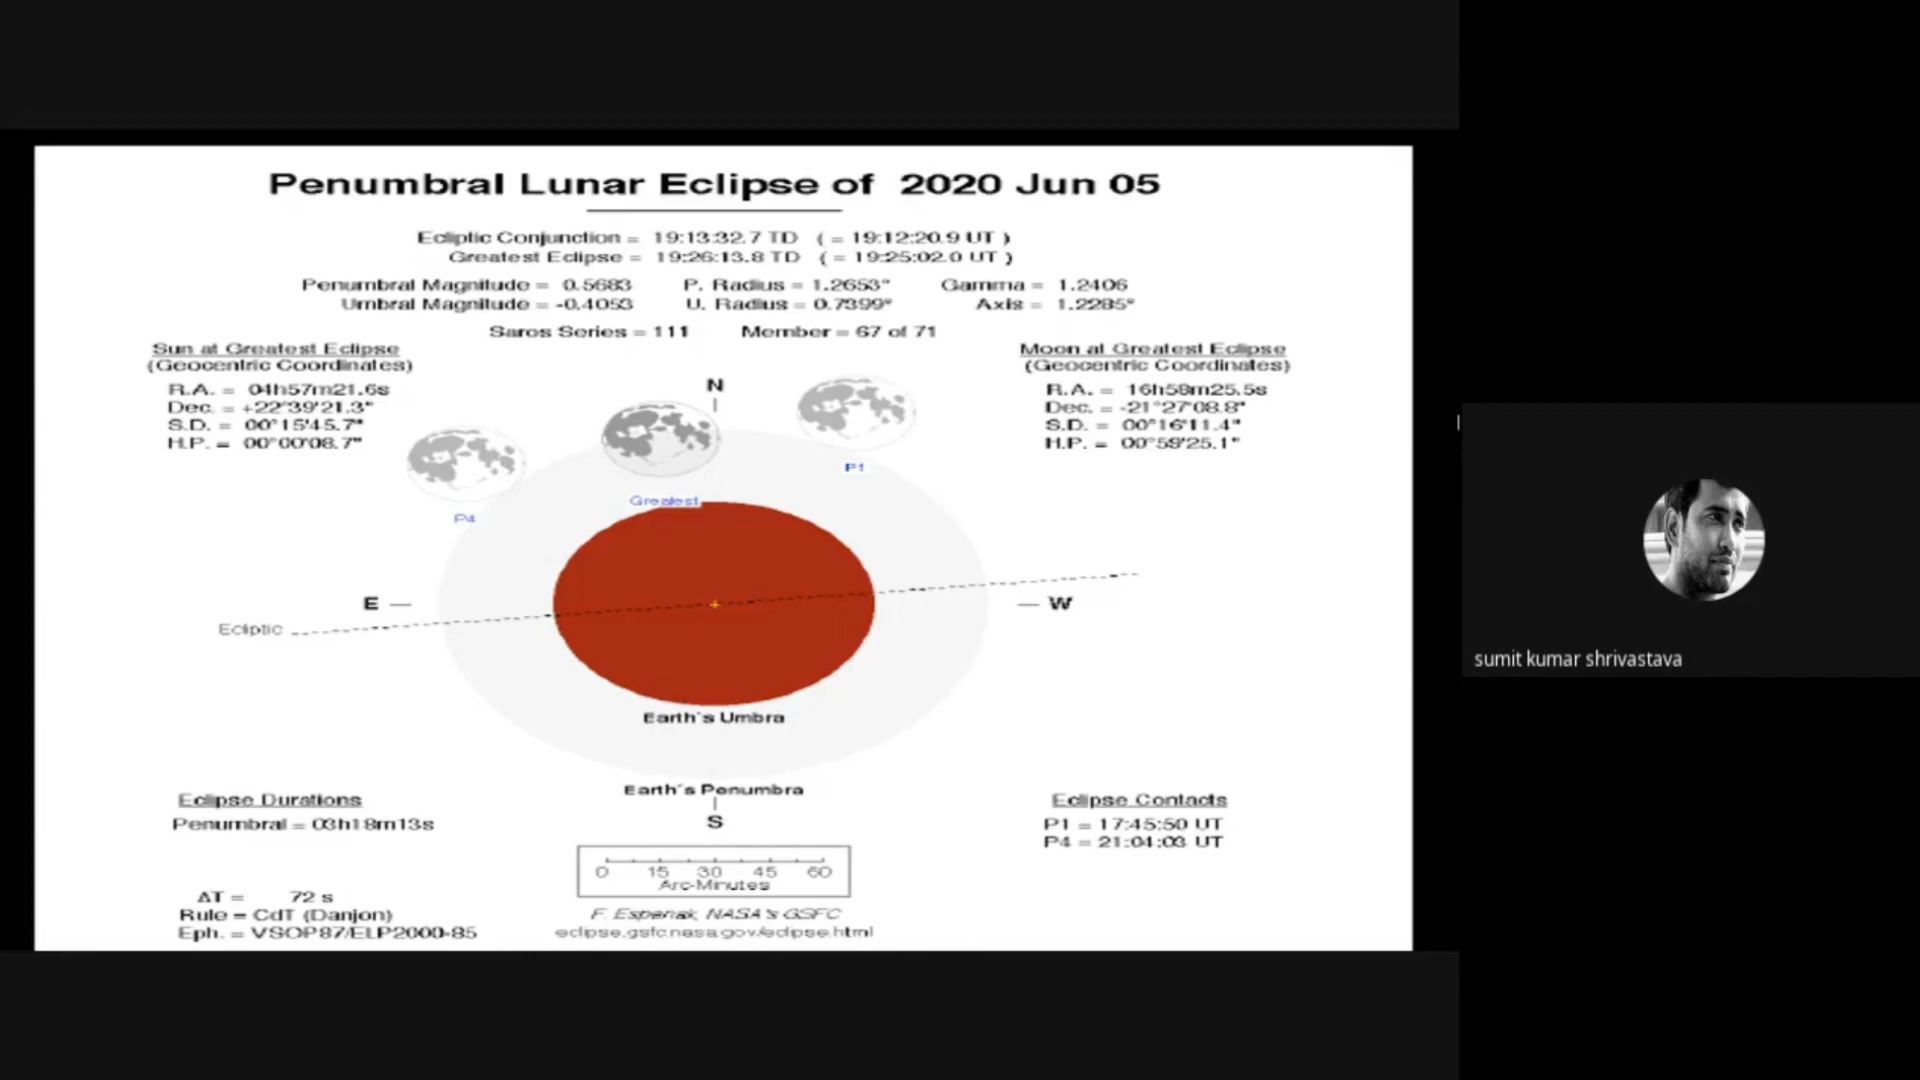 Penumbral Lunar Eclipse of 2020 Jun 05
Ecliptic Conjunction = 19:13:32.7 TD ( = 19:12:20.9 UT )
Greatest Eclipse = 19:26:13.8 TD ( = 19:25:02.0 UT )
Penumbral Magnitude = 0.5683 P. Radius = 1.2653° Gamma = 1.2406
Umbral Magnitude = -0.4053 U. Radius = 0.7399° Axis = 1.2285°
Saros Series = 111 Member = 67 of 71
Sun at Greatest Eclipse
(Geocentric Coordinates)
R.A. = 04h57m21.6s
Dec. = +22°39'21.3"
S.D. = 00°15'45.7"
H.P. = 00°00'08.7"
Moon at Greatest Eclipse
(Geocentric Coordinates)
R.A. = 16h58m25.5s
Dec. = -21°27'08.8"
S.D. = 00°16'11.4"
H.P. = 00°59'25.1"
N
P1
Greatest
P4
E
W
Ecliptic
Earth's Umbra
Earth's Penumbra
S
Eclipse Durations
Penumbral = 03h18m13s
Eclipse Contacts
P1 = 17:45:50 UT
P4 = 21:04:03 UT
0 15 30 45 60
Arc-Minutes
ΔT = 72 s
Rule = CdT (Danjon)
Eph. = VSOP87/ELP2000-85
F. Espenak, NASA's GSFC
eclipse.gsfc.nasa.gov/eclipse.html
sumit kumar shrivastava